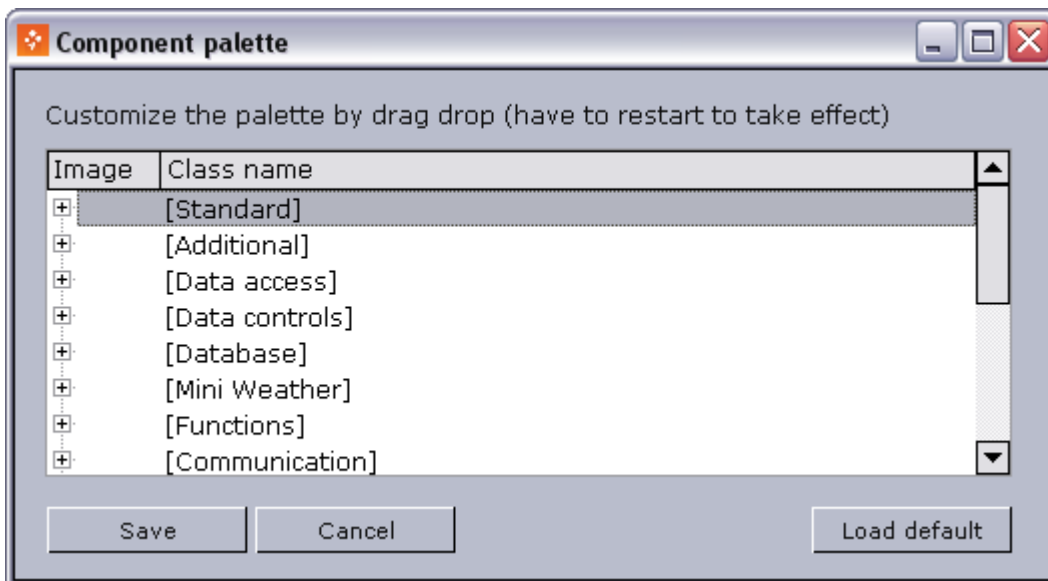 Component palette
Customize the palette by drag drop (have to restart to take effect)
Image Class name
[Standard]
[Additional]
[Data access]
[Data controls]
[Database]
[Mini Weather]
[Functions]
[Communication]
Save Cancel Load default